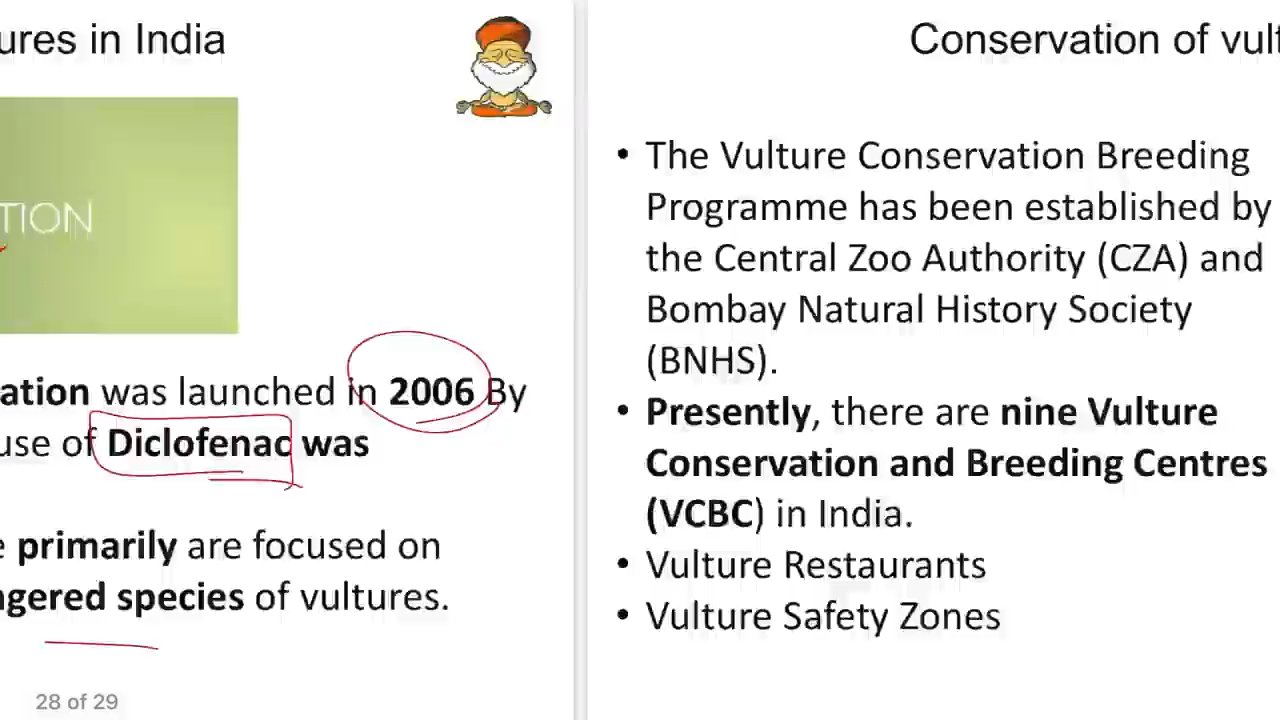 ures in India
TION
ation was launched in 2006 By
use of Diclofenac was
e primarily are focused on
gered species of vultures.
28 of 29
Conservation of vult
• The Vulture Conservation Breeding
Programme has been established by
the Central Zoo Authority (CZA) and
Bombay Natural History Society
(BNHS).
• Presently, there are nine Vulture
Conservation and Breeding Centres
(VCBC) in India.
• Vulture Restaurants
• Vulture Safety Zones